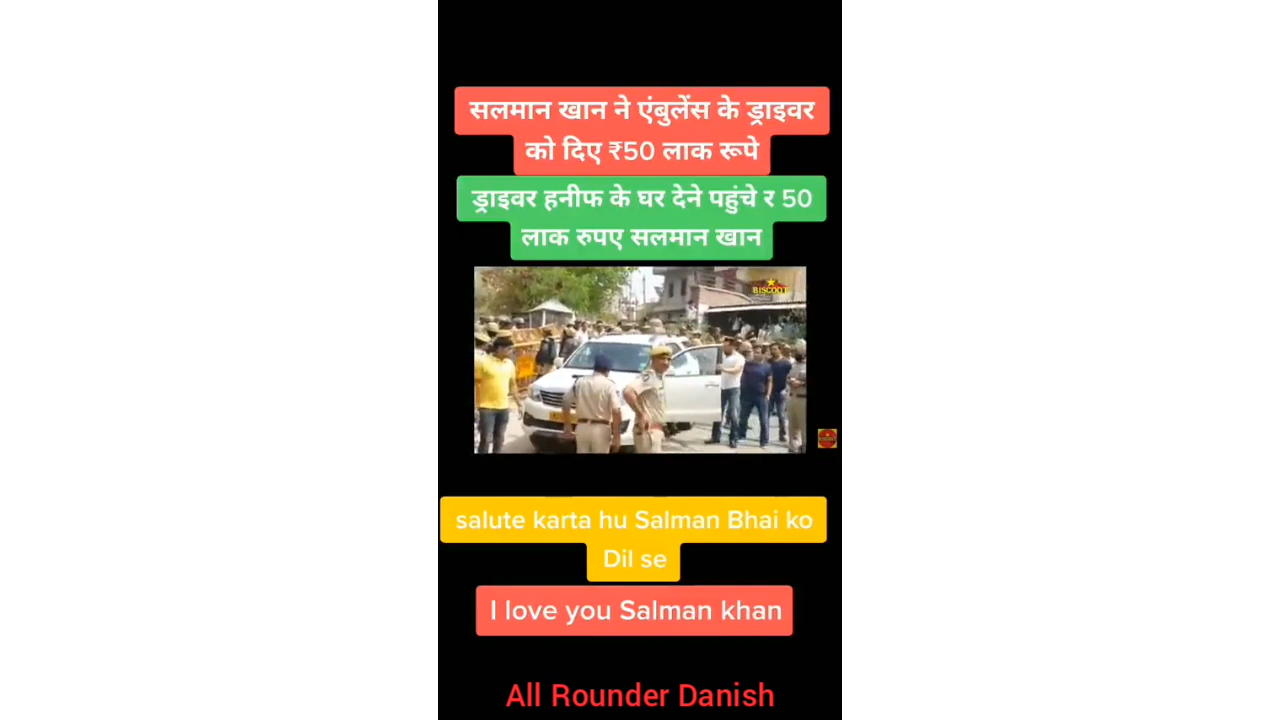 सलमान खान ने एंबुलेंस के ड्राइवर
को दिए ₹50 लाक रूपे
ड्राइवर हनीफ के घर देने पहुंचे र 50
लाक रुपए सलमान खान
BISCOOT
salute karta hu Salman Bhai ko
Dil se
I love you Salman khan
All Rounder Danish